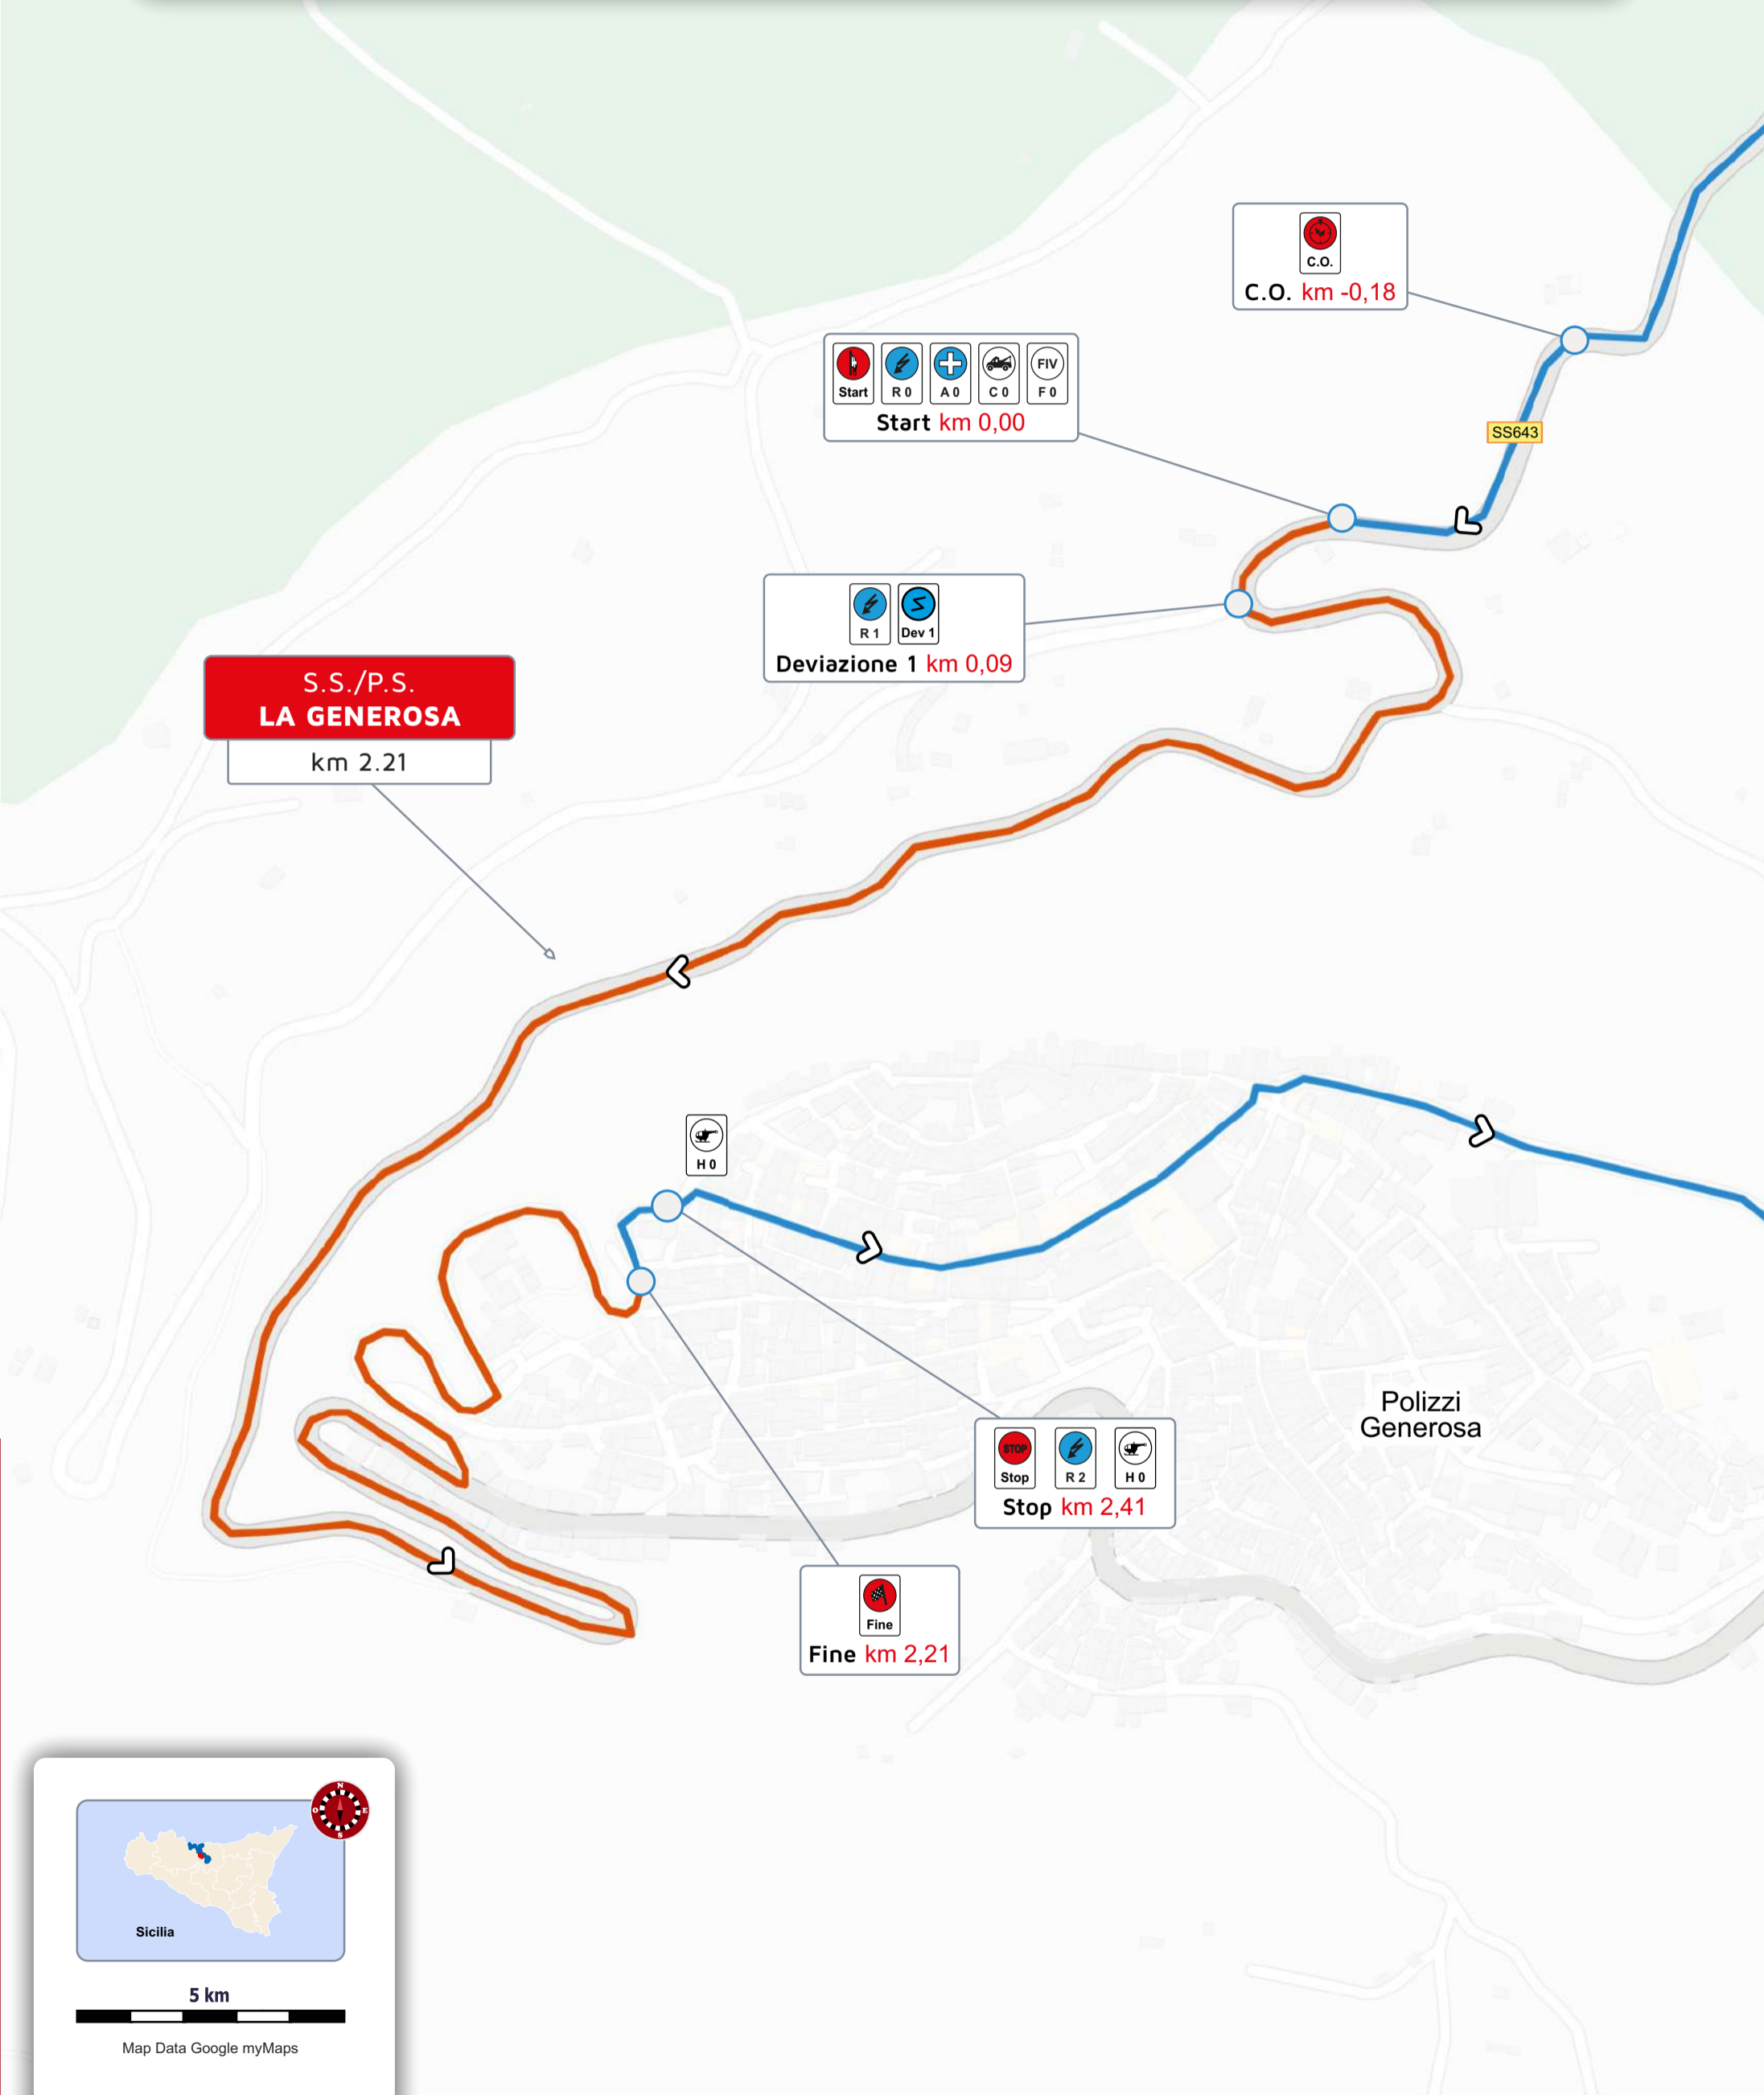 C.O.
C.O. km -0,18
Start R 0 A 0 C 0 FIV F 0
Start km 0,00
SS643
R 1 Dev 1
Deviazione 1 km 0,09
S.S./P.S.
LA GENEROSA
km 2.21
H 0
Polizzi
Generosa
STOP
Stop R 2 H 0
Stop km 2,41
Fine
Fine km 2,21
N
O E
S
Sicilia
5 km
Map Data Google myMaps